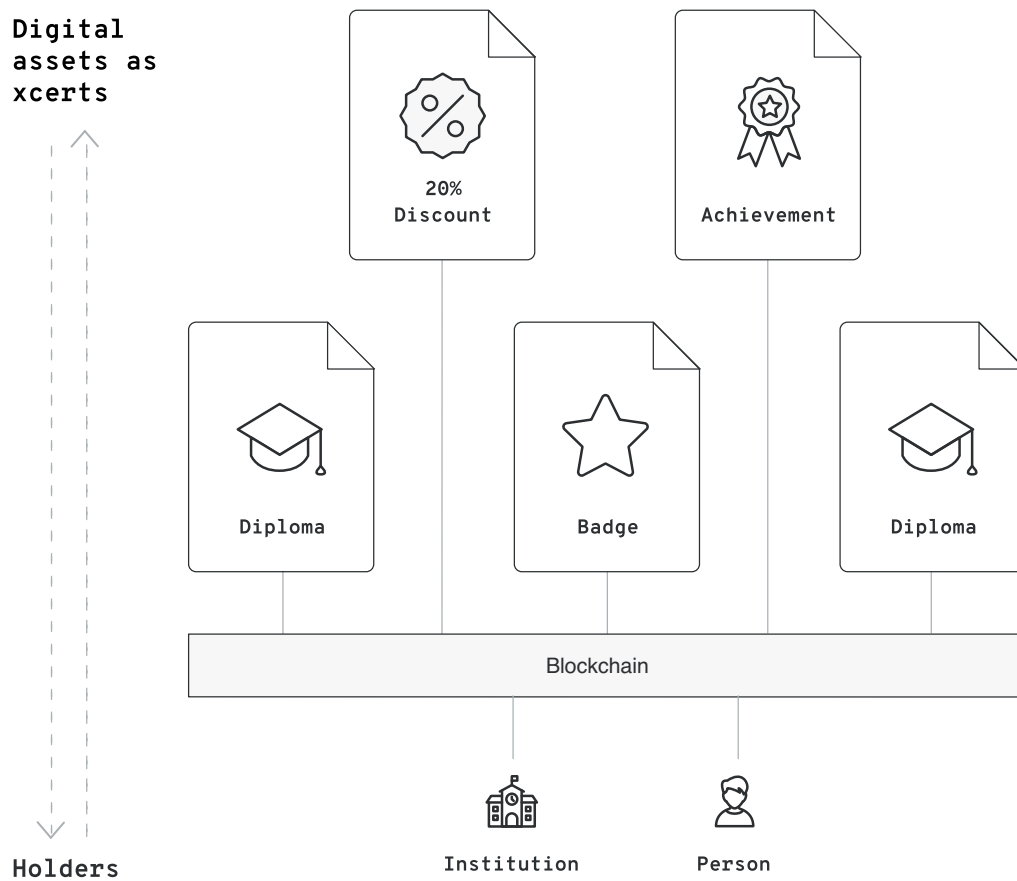 Digital
assets as
xcerts
20%
Discount
Achievement
Diploma
Badge
Diploma
Blockchain
Institution
Person
Holders